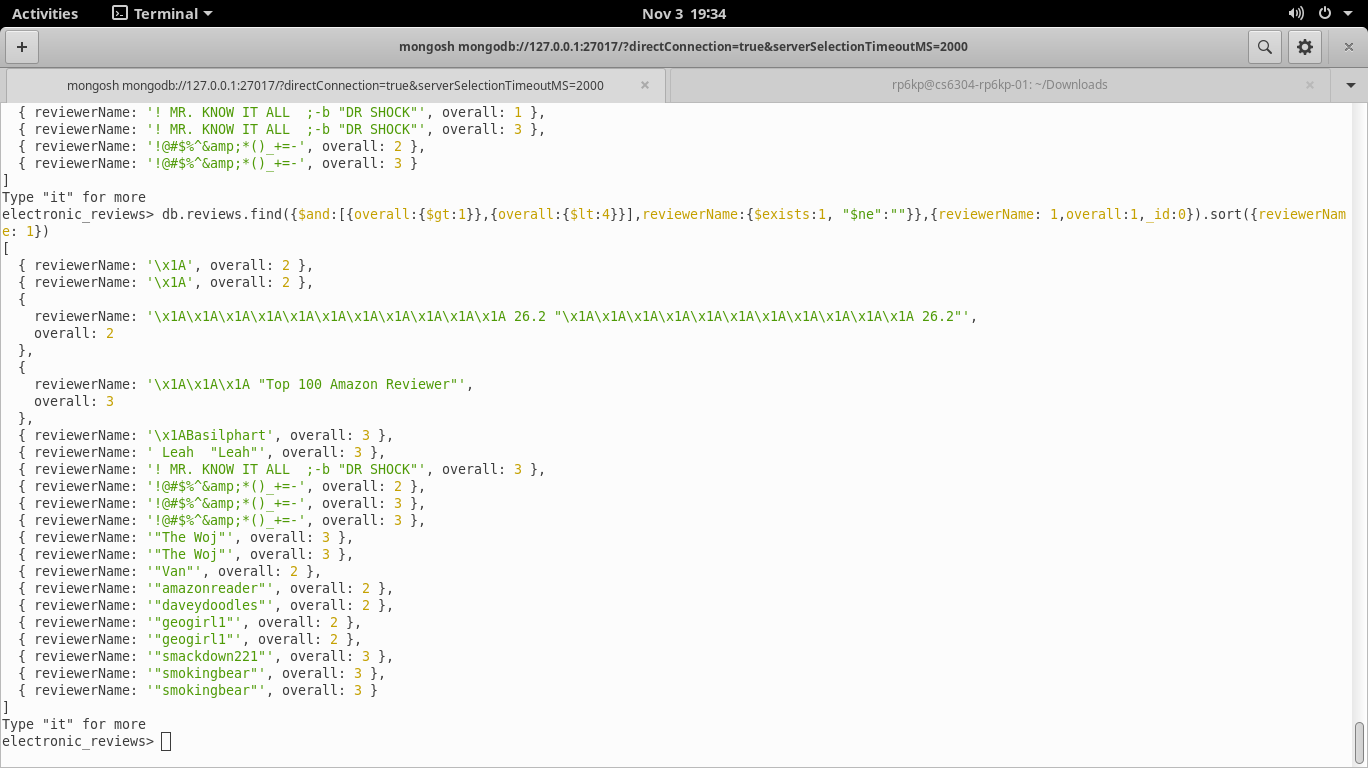 Activities Terminal Nov 3 19:34
+ mongosh mongodb://127.0.0.1:27017/?directConnection=true&serverSelectionTimeoutMS=2000 ×
mongosh mongodb://127.0.0.1:27017/?directConnection=true&serverSelectionTimeoutMS=2000 × rp6kp@cs6304-rp6kp-01: ~/Downloads ×
  { reviewerName: '! MR. KNOW IT ALL  ;-b "DR SHOCK"', overall: 1 },
  { reviewerName: '! MR. KNOW IT ALL  ;-b "DR SHOCK"', overall: 3 },
  { reviewerName: '!@#$%^&amp;*()_+=-', overall: 2 },
  { reviewerName: '!@#$%^&amp;*()_+=-', overall: 3 }
]
Type "it" for more
electronic_reviews> db.reviews.find({$and:[{overall:{$gt:1}},{overall:{$lt:4}}],reviewerName:{$exists:1, "$ne":""}},{reviewerName: 1,overall:1,_id:0}).sort({reviewerNam
e: 1})
[
  { reviewerName: '\x1A', overall: 2 },
  { reviewerName: '\x1A', overall: 2 },
  {
    reviewerName: '\x1A\x1A\x1A\x1A\x1A\x1A\x1A\x1A\x1A\x1A\x1A 26.2 "\x1A\x1A\x1A\x1A\x1A\x1A\x1A\x1A\x1A\x1A\x1A 26.2"',
    overall: 2
  },
  {
    reviewerName: '\x1A\x1A\x1A "Top 100 Amazon Reviewer"',
    overall: 3
  },
  { reviewerName: '\x1ABasilphart', overall: 3 },
  { reviewerName: ' Leah  "Leah"', overall: 3 },
  { reviewerName: '! MR. KNOW IT ALL  ;-b "DR SHOCK"', overall: 3 },
  { reviewerName: '!@#$%^&amp;*()_+=-', overall: 2 },
  { reviewerName: '!@#$%^&amp;*()_+=-', overall: 3 },
  { reviewerName: '!@#$%^&amp;*()_+=-', overall: 3 },
  { reviewerName: '"The Woj"', overall: 3 },
  { reviewerName: '"The Woj"', overall: 3 },
  { reviewerName: '"Van"', overall: 2 },
  { reviewerName: '"amazonreader"', overall: 2 },
  { reviewerName: '"daveydoodles"', overall: 2 },
  { reviewerName: '"geogirl1"', overall: 2 },
  { reviewerName: '"geogirl1"', overall: 2 },
  { reviewerName: '"smackdown221"', overall: 3 },
  { reviewerName: '"smokingbear"', overall: 3 },
  { reviewerName: '"smokingbear"', overall: 3 }
]
Type "it" for more
electronic_reviews>